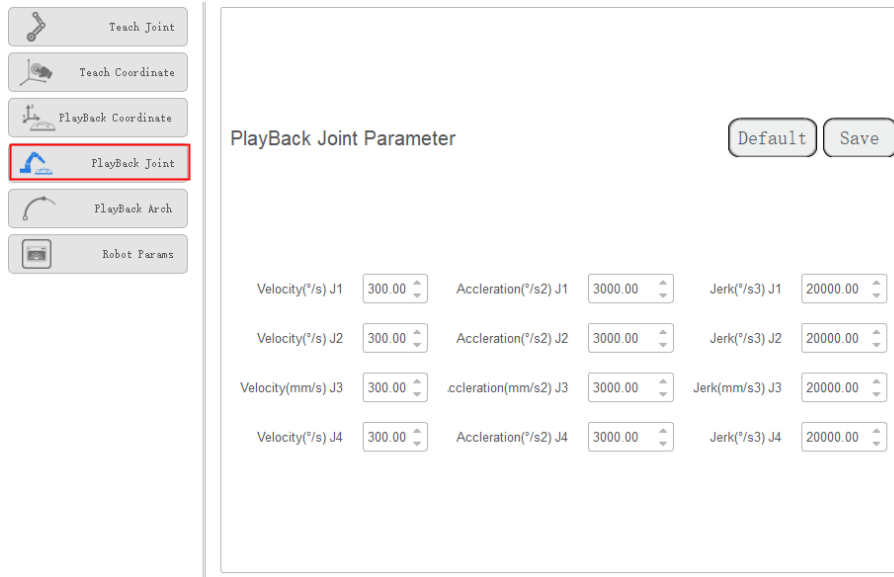 Teach Joint
Teach Coordinate
PlayBack Coordinate
PlayBack Joint
PlayBack Arch
Robot Params
PlayBack Joint Parameter
Default
Save
Velocity(°/s) J1 300.00 Accleration(°/s2) J1 3000.00 Jerk(°/s3) J1 20000.00
Velocity(°/s) J2 300.00 Accleration(°/s2) J2 3000.00 Jerk(°/s3) J2 20000.00
Velocity(mm/s) J3 300.00 ccleration(mm/s2) J3 3000.00 Jerk(mm/s3) J3 20000.00
Velocity(°/s) J4 300.00 Accleration(°/s2) J4 3000.00 Jerk(°/s3) J4 20000.00